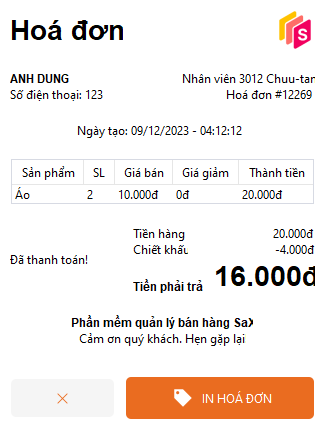 Hoá đơn
S
ANH DUNG
Nhân viên 3012 Chuu-tar
Số điện thoại: 123
Hoá đơn #12269
Ngày tạo: 09/12/2023 - 04:12:12
Sản phẩm SL Giá bán Giá giảm Thành tiền
Áo 2 10.000đ 0đ 20.000đ
Tiền hàng 20.000đ
Chiết khấu -4.000đ
Đã thanh toán!
Tiền phải trả 16.000đ
Phần mềm quản lý bán hàng SaX
Cảm ơn quý khách. Hẹn gặp lại
IN HOÁ ĐƠN